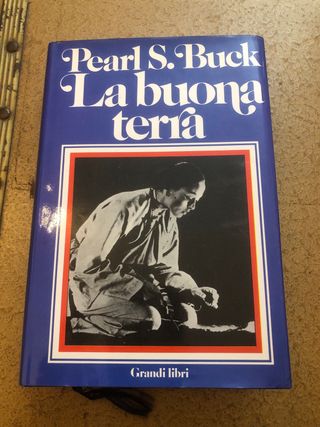 Pearl S. Buck
La buona
terra
Grandi libri